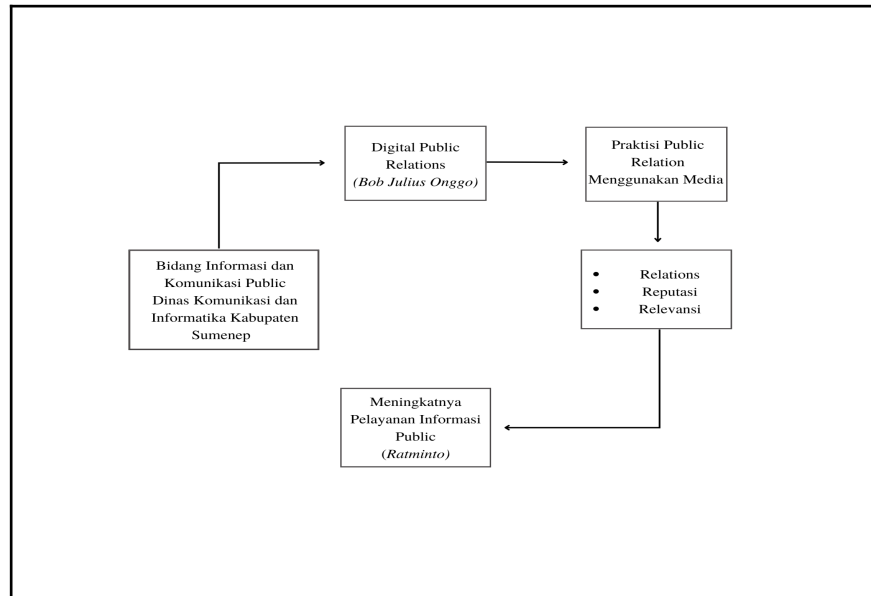 Digital Public
Relations
(Bob Julius Onggo)
Praktisi Public
Relation
Menggunakan Media
Bidang Informasi dan
Komunikasi Public
Dinas Komunikasi dan
Informatika Kabupaten
Sumenep
• Relations
• Reputasi
• Relevansi
Meningkatnya
Pelayanan Informasi
Public
(Ratminto)